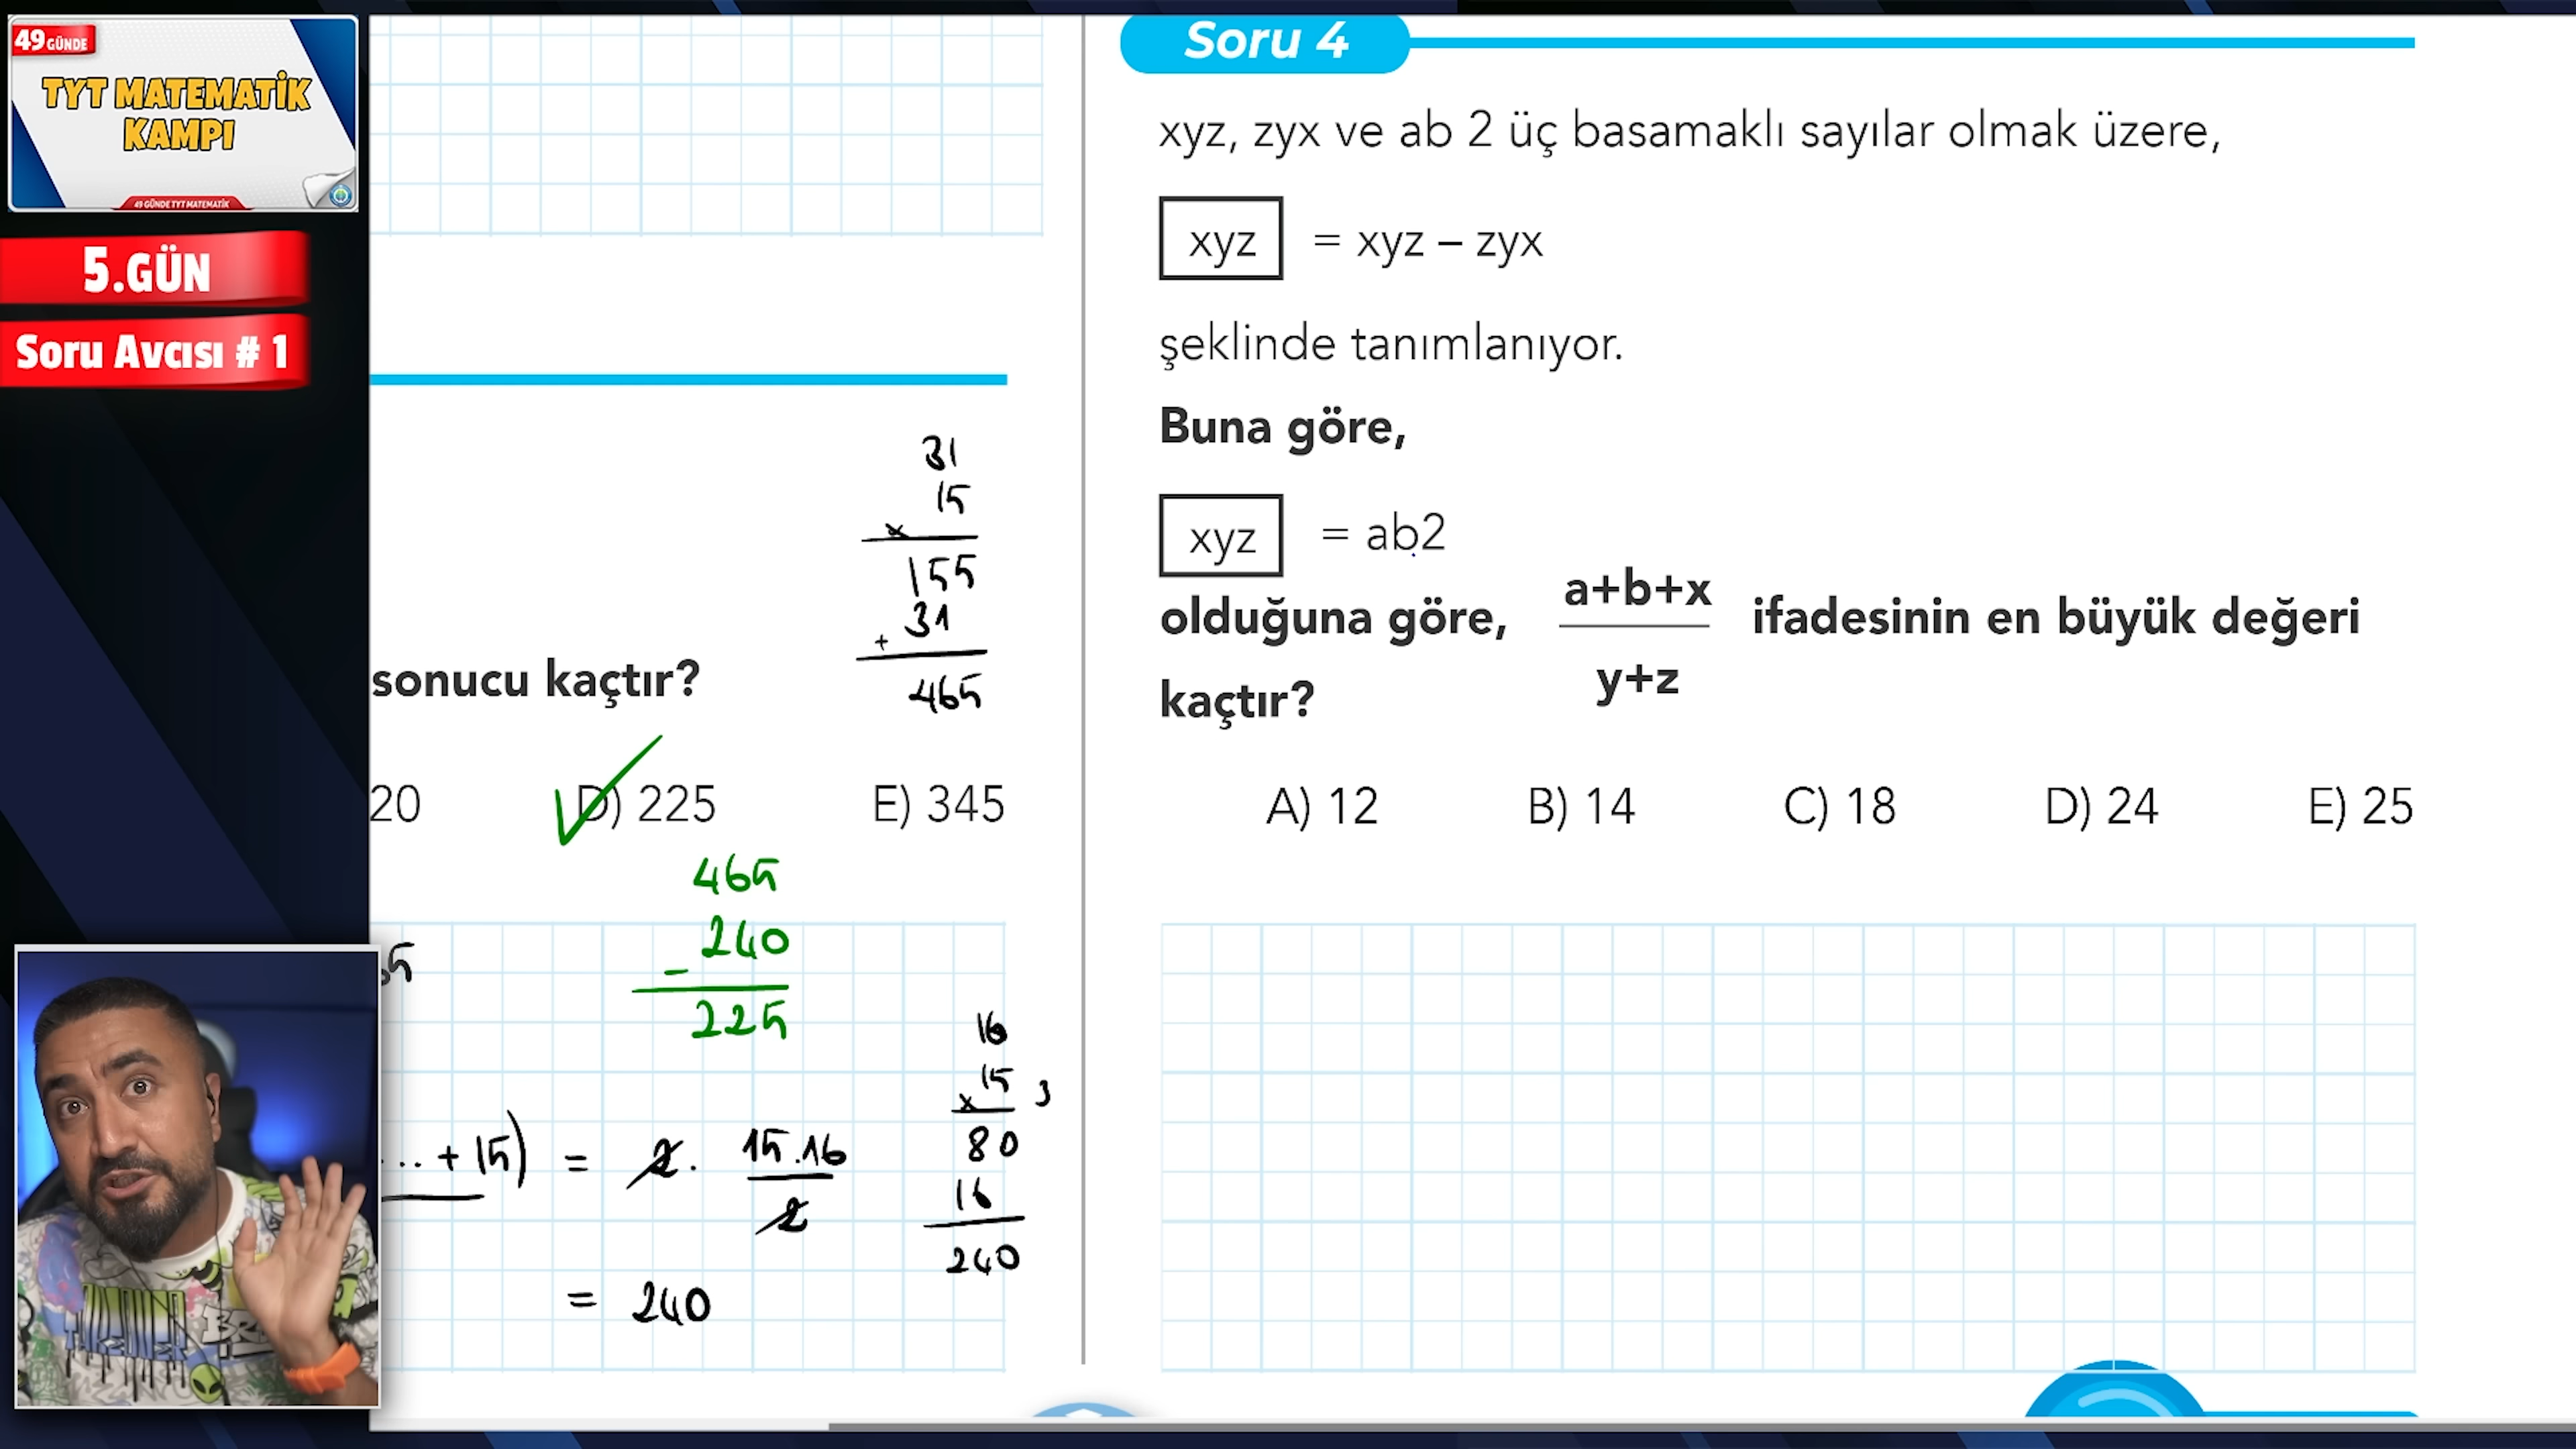 49 GÜNDE
TYT MATEMATİK
KAMPI
49 GÜNDE TYT MATEMATİK
5.GÜN
Soru Avcısı # 1
31
15
x
155
31
+
465
sonucu kaçtır?
20 D) 225 E) 345
465
240
-
225
65
... + 15) = 2. 15.16
2
= 240
16
15
x
80
16
240
Soru 4
xyz, zyx ve ab 2 üç basamaklı sayılar olmak üzere,
xyz = xyz – zyx
şeklinde tanımlanıyor.
Buna göre,
xyz = ab2
olduğuna göre, a+b+x / y+z ifadesinin en büyük değeri
kaçtır?
A) 12 B) 14 C) 18 D) 24 E) 25